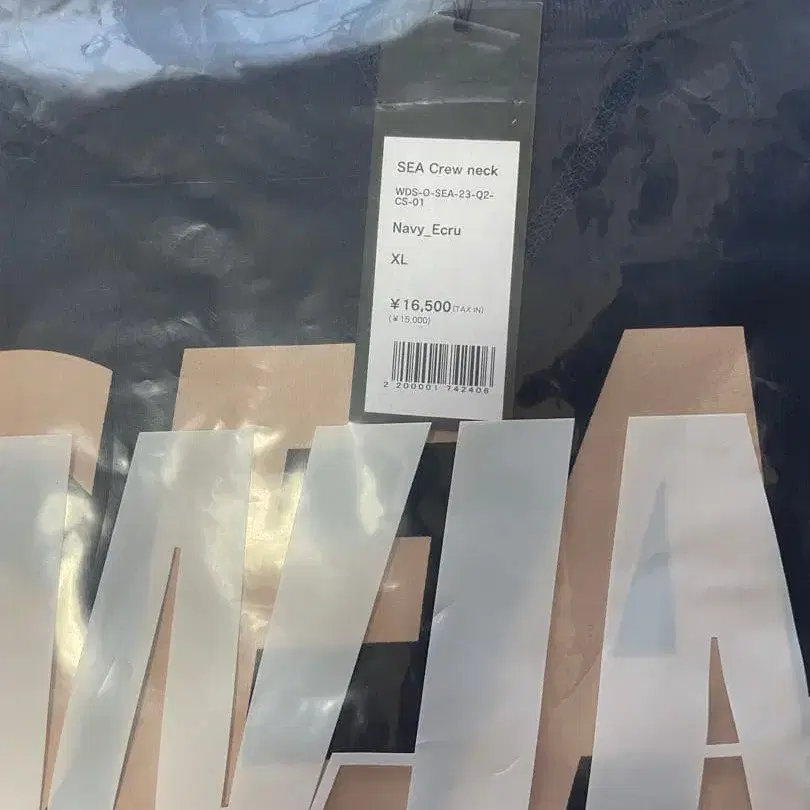 SEA Crew neck
WDS-O-SEA-23-Q2-
CS-01
Navy_Ecru
XL
¥16,500(TAX IN)
(¥15,000)
2 200001 742406